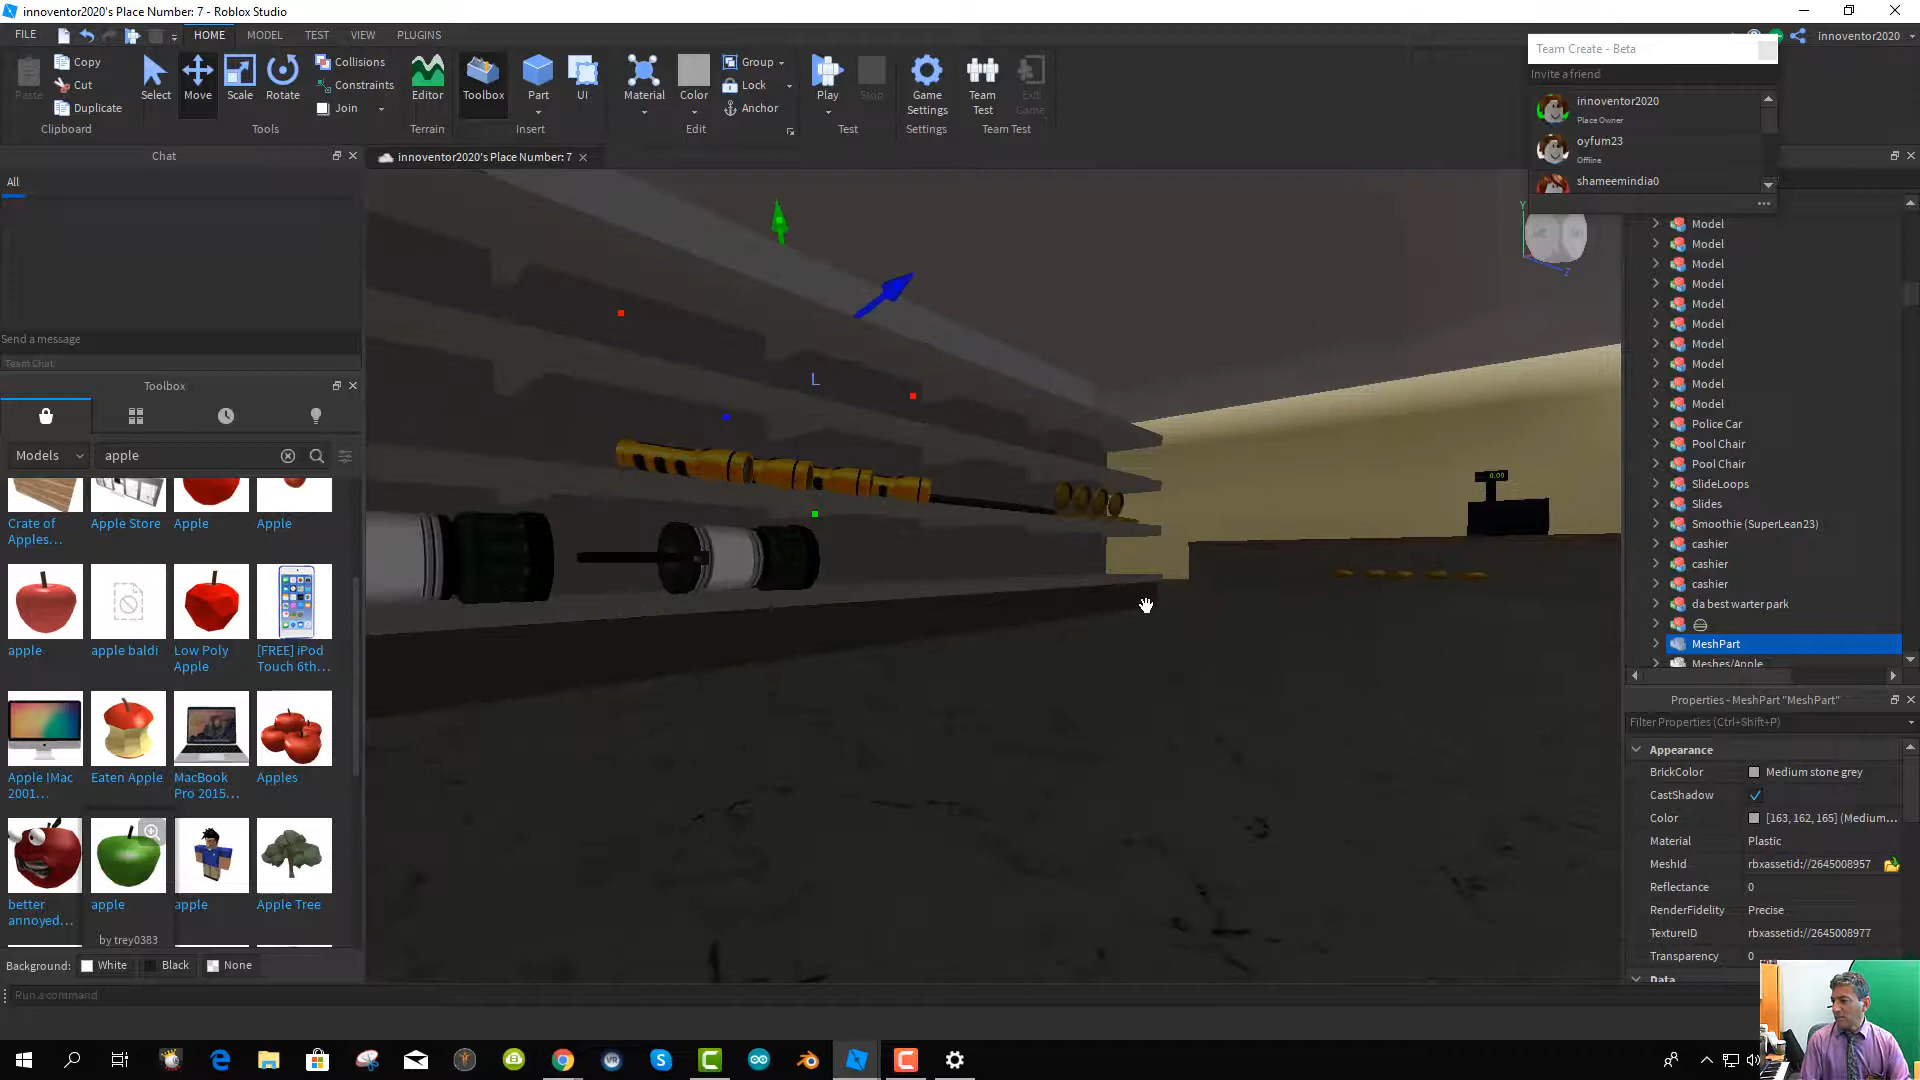 innoventor2020's Place Number: 7 - Roblox Studio
FILE
HOME
MODEL
TEST
VIEW
PLUGINS
innoventor2020
Paste
Copy
Cut
Duplicate
Clipboard
Select
Move
Scale
Rotate
Tools
Collisions
Constraints
Join
Editor
Terrain
Toolbox
Part
UI
Insert
Material
Color
Group
Lock
Anchor
Edit
Play
Stop
Test
Game Settings
Settings
Team Test
Exit Game
Team Test
Team Create - Beta
Invite a friend
innoventor2020
Place Owner
oyfum23
Offline
shameemindia0
Chat
All
Send a message
Team Chat
innoventor2020's Place Number: 7
Toolbox
Models
apple
Crate of Apples...
Apple Store
Apple
Apple
apple
apple baldi
Low Poly Apple
[FREE] iPod Touch 6th...
Apple IMac 2001...
Eaten Apple
MacBook Pro 2015...
Apples
better annoyed...
apple
apple
Apple Tree
by trey0383
Background:
White
Black
None
Run a command
L
0.00
Y
Z
Model
Model
Model
Model
Model
Model
Model
Model
Model
Model
Police Car
Pool Chair
Pool Chair
SlideLoops
Slides
Smoothie (SuperLean23)
cashier
cashier
cashier
da best warter park
MeshPart
Meshes/Apple
Properties - MeshPart "MeshPart"
Filter Properties (Ctrl+Shift+P)
Appearance
BrickColor
Medium stone grey
CastShadow
Color
[163, 162, 165] (Medium...
Material
Plastic
MeshId
rbxassetid://2645008957
Reflectance
0
RenderFidelity
Precise
TextureID
rbxassetid://2645008977
Transparency
0
Data